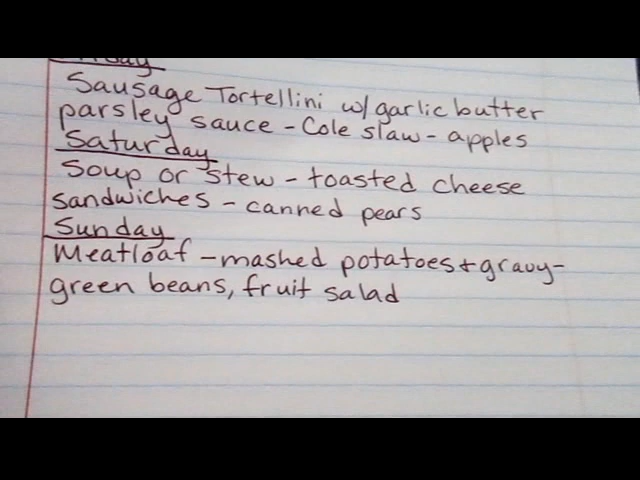 Sausage Tortellini w/ garlic butter
parsley sauce - Cole slaw - apples
Saturday
Soup or stew - toasted cheese
sandwiches - canned pears
Sunday
Meatloaf - mashed potatoes + gravy -
green beans, fruit salad